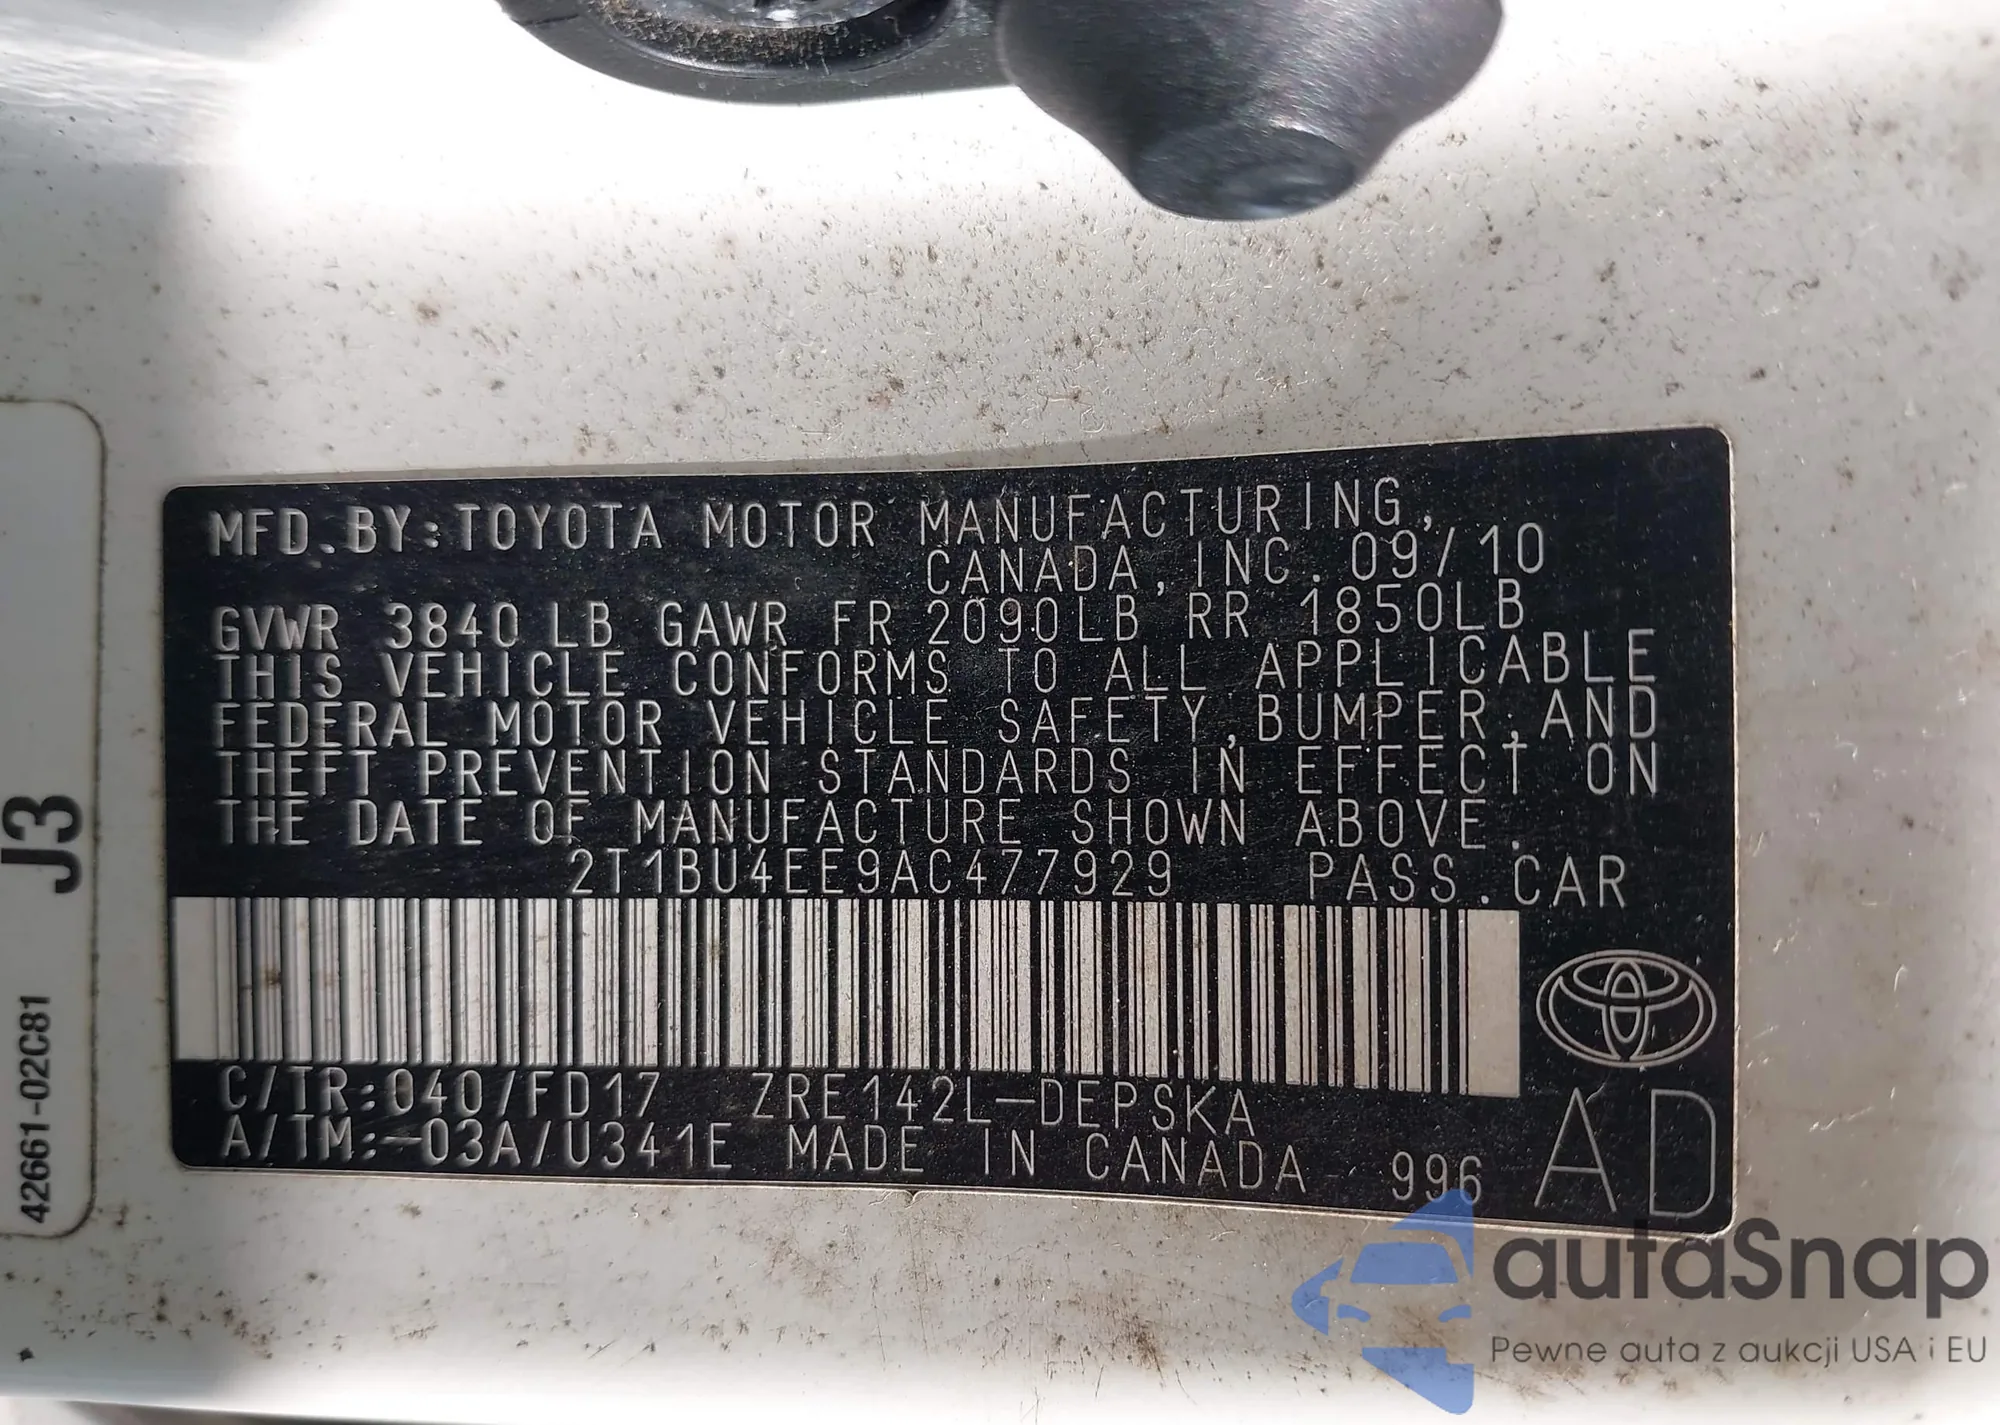 MFD.BY:TOYOTA MOTOR MANUFACTURING,
CANADA,INC.09/10
GVWR 3840LB GAWR FR 2090LB RR 1850LB
THIS VEHICLE CONFORMS TO ALL APPLICABLE
FEDERAL MOTOR VEHICLE SAFETY,BUMPER,AND
THEFT PREVENTION STANDARDS IN EFFECT ON
THE DATE OF MANUFACTURE SHOWN ABOVE.
2T1BU4EE9AC477929 PASS.CAR
C/TR:040/FD17 ZRE142L-DEPSKA
A/TM:-03A/U341E MADE IN CANADA 996
AD
J3
42661-02C81
autaSnap
Pewne auta z aukcji USA i EU